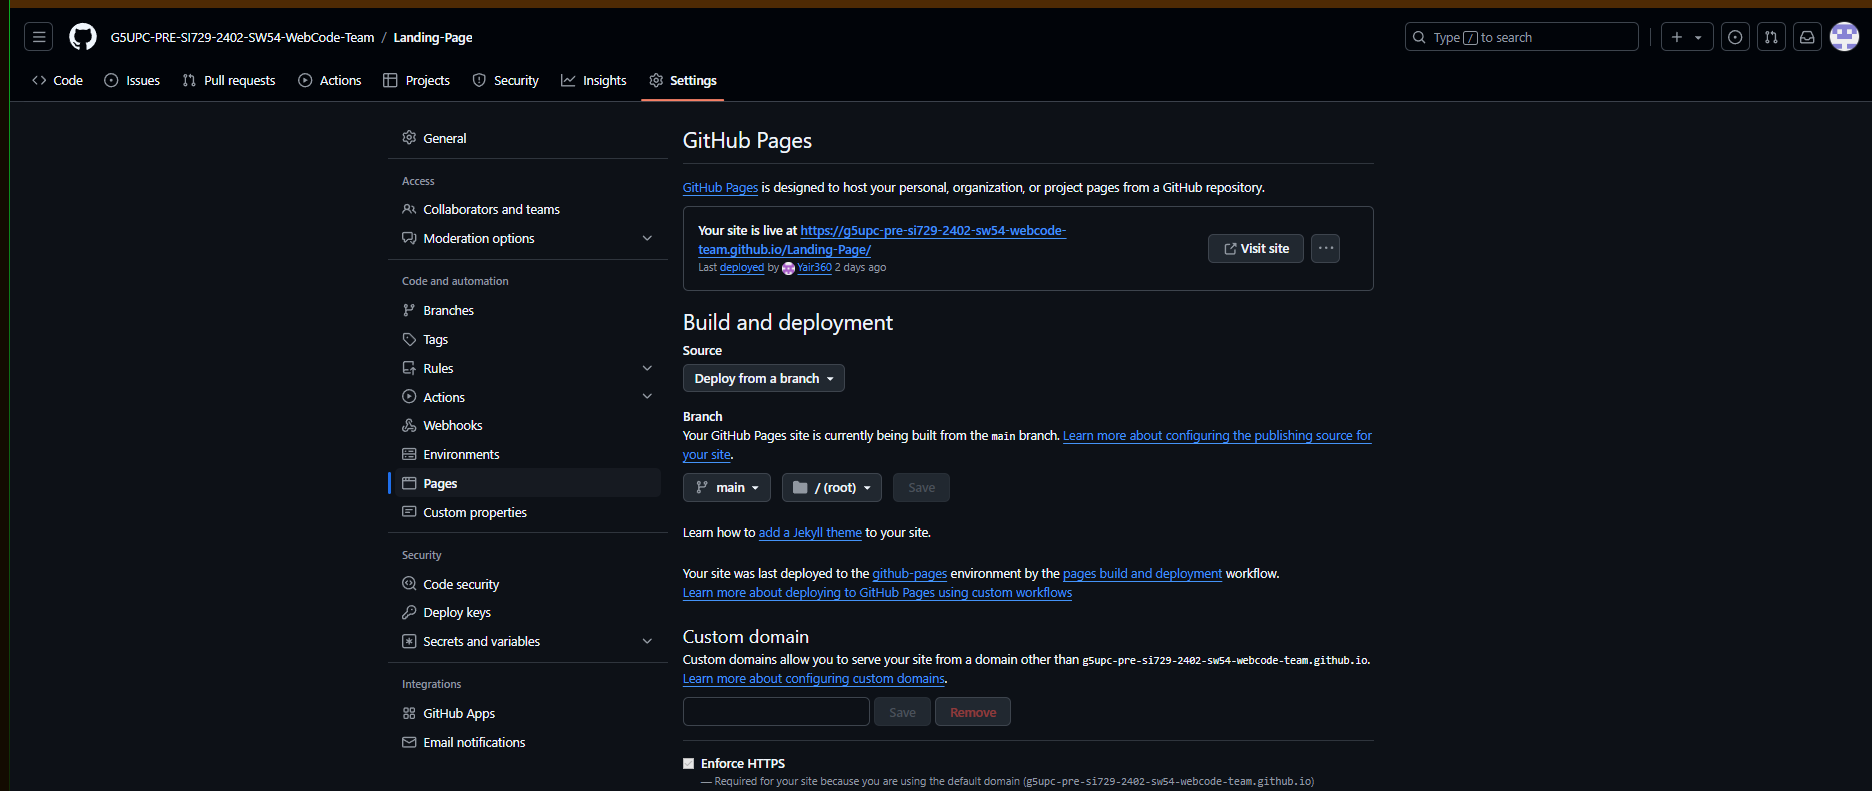 G5UPC-PRE-SI729-2402-SW54-WebCode-Team / Landing-Page
Type / to search
Code Issues Pull requests Actions Projects Security Insights Settings
General
Access
Collaborators and teams
Moderation options
Code and automation
Branches
Tags
Rules
Actions
Webhooks
Environments
Pages
Custom properties
Security
Code security
Deploy keys
Secrets and variables
Integrations
GitHub Apps
Email notifications
GitHub Pages
GitHub Pages is designed to host your personal, organization, or project pages from a GitHub repository.
Your site is live at https://g5upc-pre-si729-2402-sw54-webcode-
team.github.io/Landing-Page/
Last deployed by Yair360 2 days ago
Visit site
Build and deployment
Source
Deploy from a branch
Branch
Your GitHub Pages site is currently being built from the main branch. Learn more about configuring the publishing source for
your site.
main / (root) Save
Learn how to add a Jekyll theme to your site.
Your site was last deployed to the github-pages environment by the pages build and deployment workflow.
Learn more about deploying to GitHub Pages using custom workflows
Custom domain
Custom domains allow you to serve your site from a domain other than g5upc-pre-si729-2402-sw54-webcode-team.github.io.
Learn more about configuring custom domains.
Save Remove
Enforce HTTPS
— Required for your site because you are using the default domain (g5upc-pre-si729-2402-sw54-webcode-team.github.io)